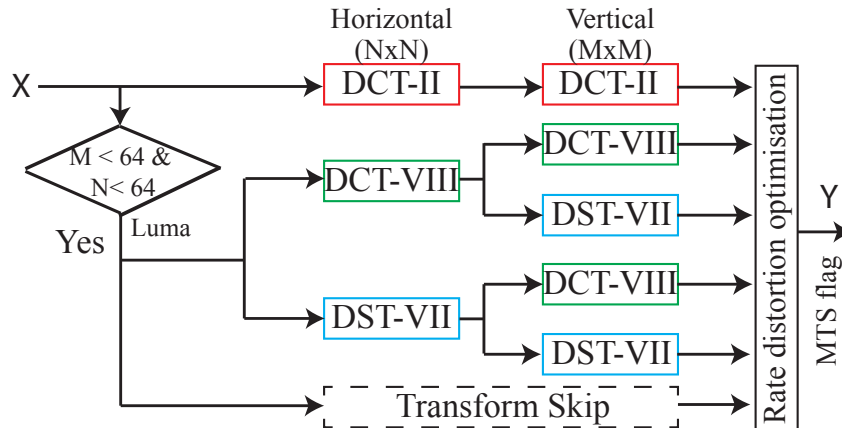 Horizontal
(NxN)
Vertical
(MxM)
X
DCT-II
DCT-II
M < 64 &
N< 64
DCT-VIII
DCT-VIII
DST-VII
Yes
Luma
DST-VII
DCT-VIII
DST-VII
Transform Skip
Rate distortion optimisation
Y
MTS flag